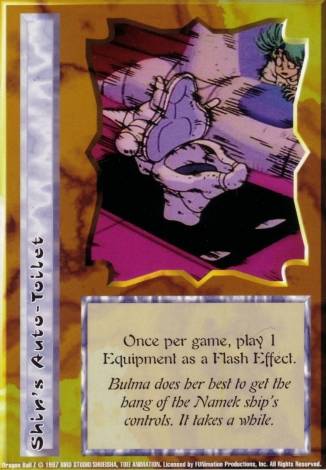 Ship's Auto-Toilet
Once per game, play 1
Equipment as a Flash Effect.
Bulma does her best to get the
hang of the Namek ship's
controls. It takes a while.
Dragon Ball Z © 1997 BIRD STUDIO/SHUEISHA, TOEI ANIMATION. Licensed by FUNimation Productions, Inc. All Rights Reserved.